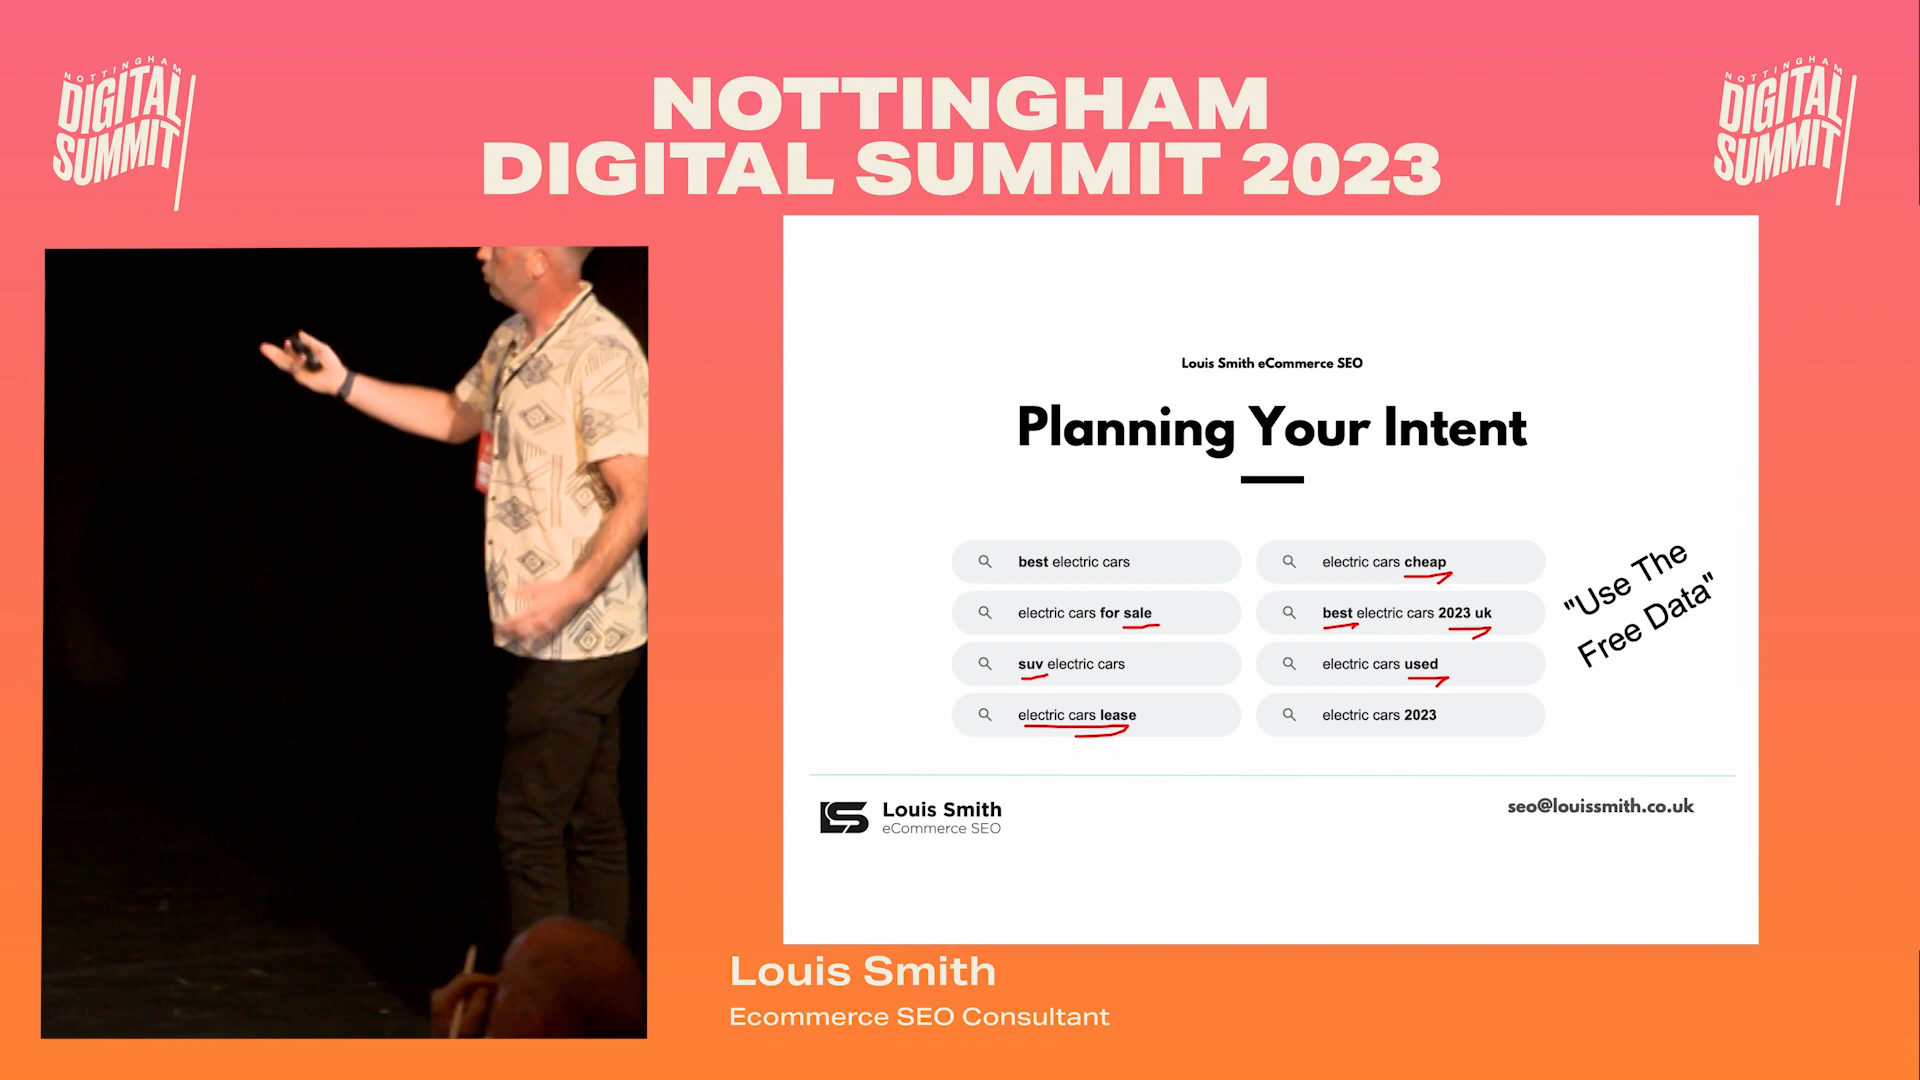 NOTTINGHAM
DIGITAL
SUMMIT
NOTTINGHAM
DIGITAL SUMMIT 2023
NOTTINGHAM
DIGITAL
SUMMIT
Louis Smith eCommerce SEO
Planning Your Intent
best electric cars
electric cars cheap
electric cars for sale
best electric cars 2023 uk
suv electric cars
electric cars used
electric cars lease
electric cars 2023
"Use The
Free Data"
LS
Louis Smith
eCommerce SEO
seo@louissmith.co.uk
Louis Smith
Ecommerce SEO Consultant